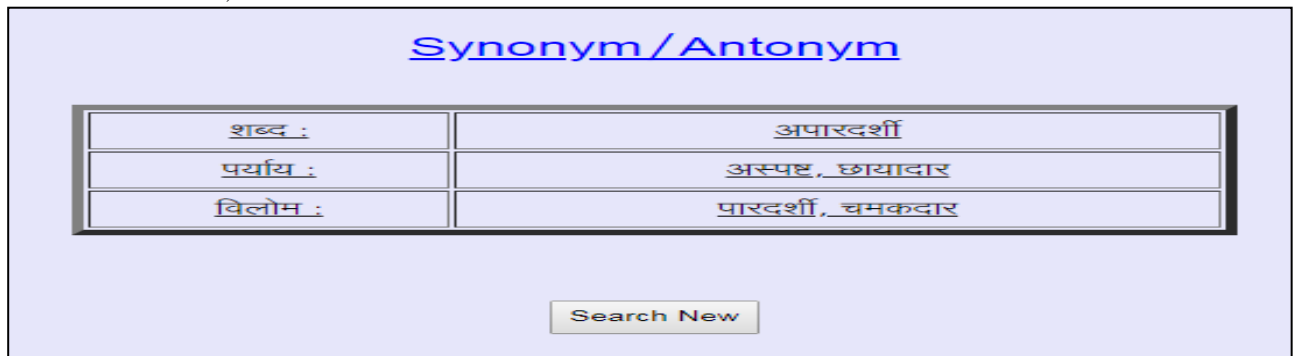 Synonym/Antonym
शब्द : अपारदर्शी
पर्याय : अस्पष्ट, छायादार
विलोम : पारदर्शी, चमकदार
Search New